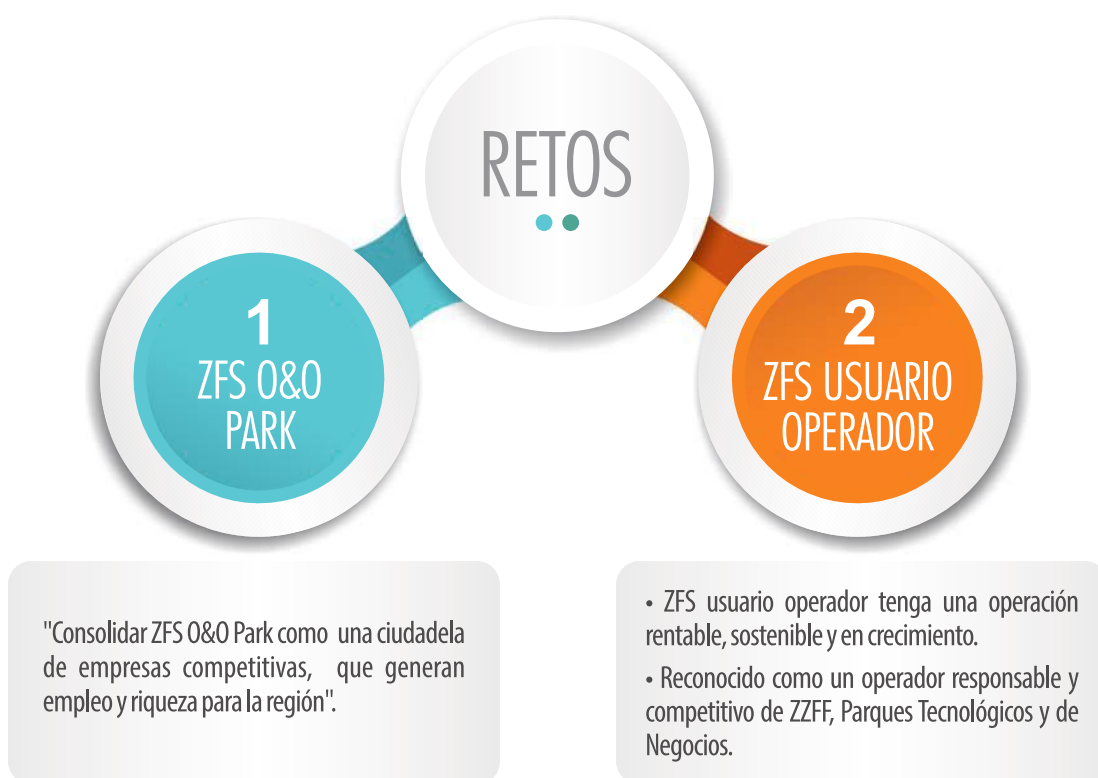 RETOS
1
ZFS O&O
PARK
2
ZFS USUARIO
OPERADOR
"Consolidar ZFS O&O Park como una ciudadela
de empresas competitivas, que generan
empleo y riqueza para la región".
• ZFS usuario operador tenga una operación
rentable, sostenible y en crecimiento.
• Reconocido como un operador responsable y
competitivo de ZZFF, Parques Tecnológicos y de
Negocios.